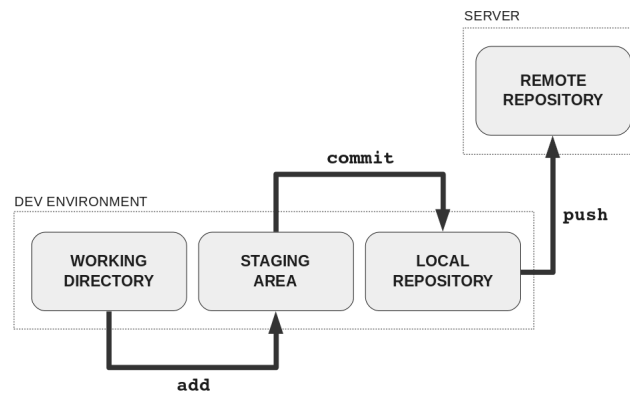 SERVER
REMOTE
REPOSITORY
commit
DEV ENVIRONMENT
push
WORKING
DIRECTORY
STAGING
AREA
LOCAL
REPOSITORY
add